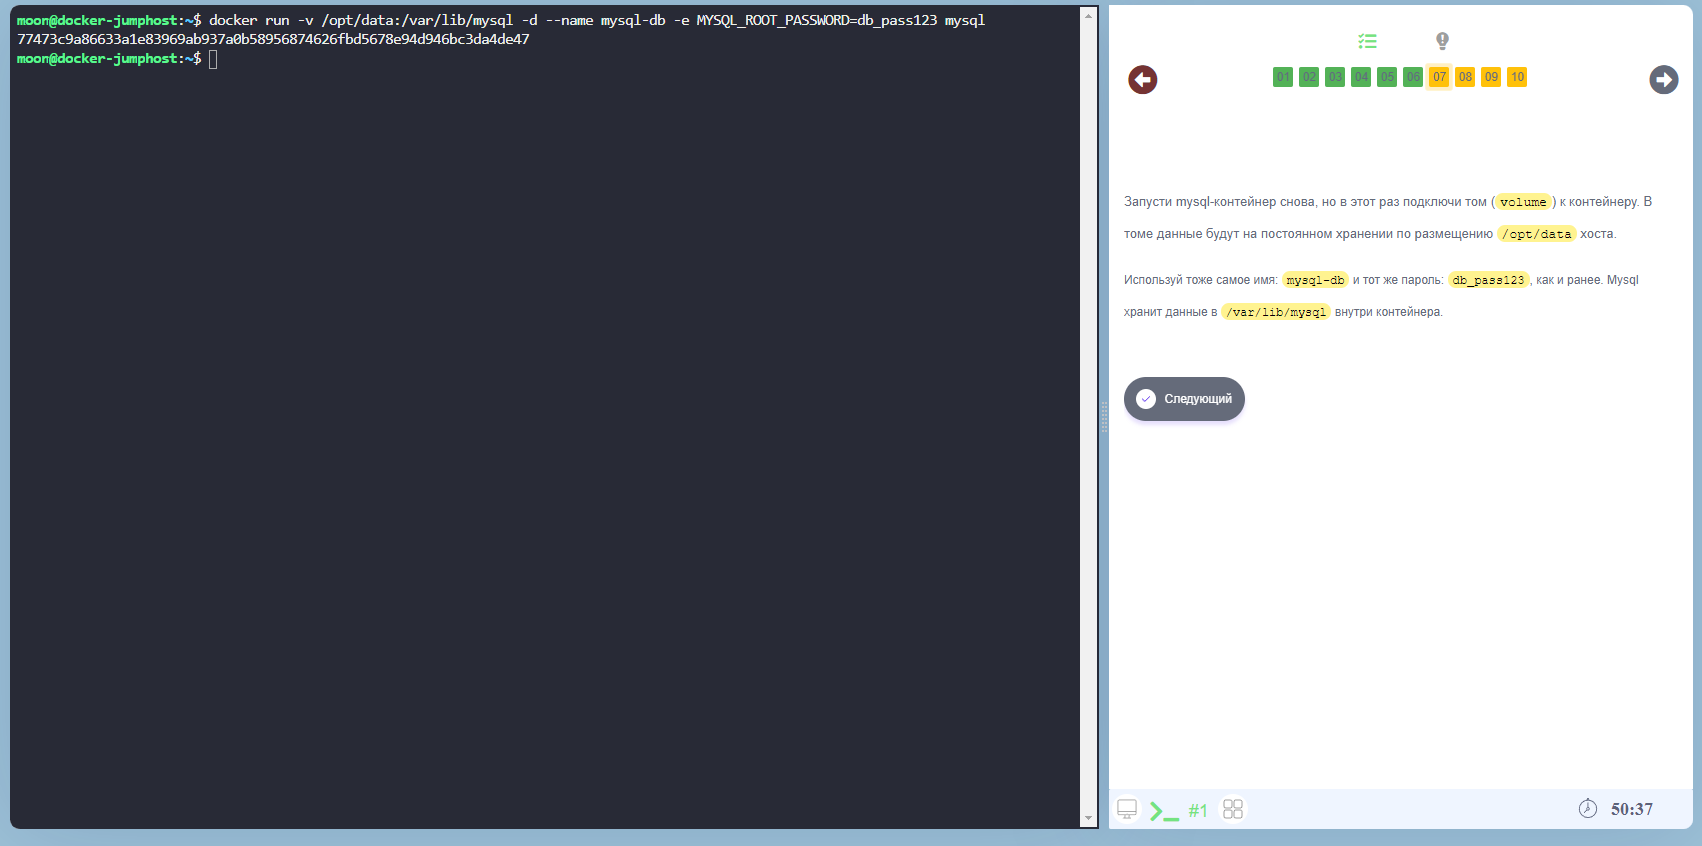 moon@docker-jumphost:~$ docker run -v /opt/data:/var/lib/mysql -d --name mysql-db -e MYSQL_ROOT_PASSWORD=db_pass123 mysql
77473c9a86633a1e83969ab937a0b58956874626fbd5678e94d946bc3da4de47
moon@docker-jumphost:~$
01 02 03 04 05 06 07 08 09 10
Запусти mysql-контейнер снова, но в этот раз подключи том ( volume ) к контейнеру. В
томе данные будут на постоянном хранении по размещению /opt/data хоста.
Используй тоже самое имя: mysql-db и тот же пароль: db_pass123 , как и ранее. Mysql
хранит данные в /var/lib/mysql внутри контейнера.
Следующий
#1
50:37